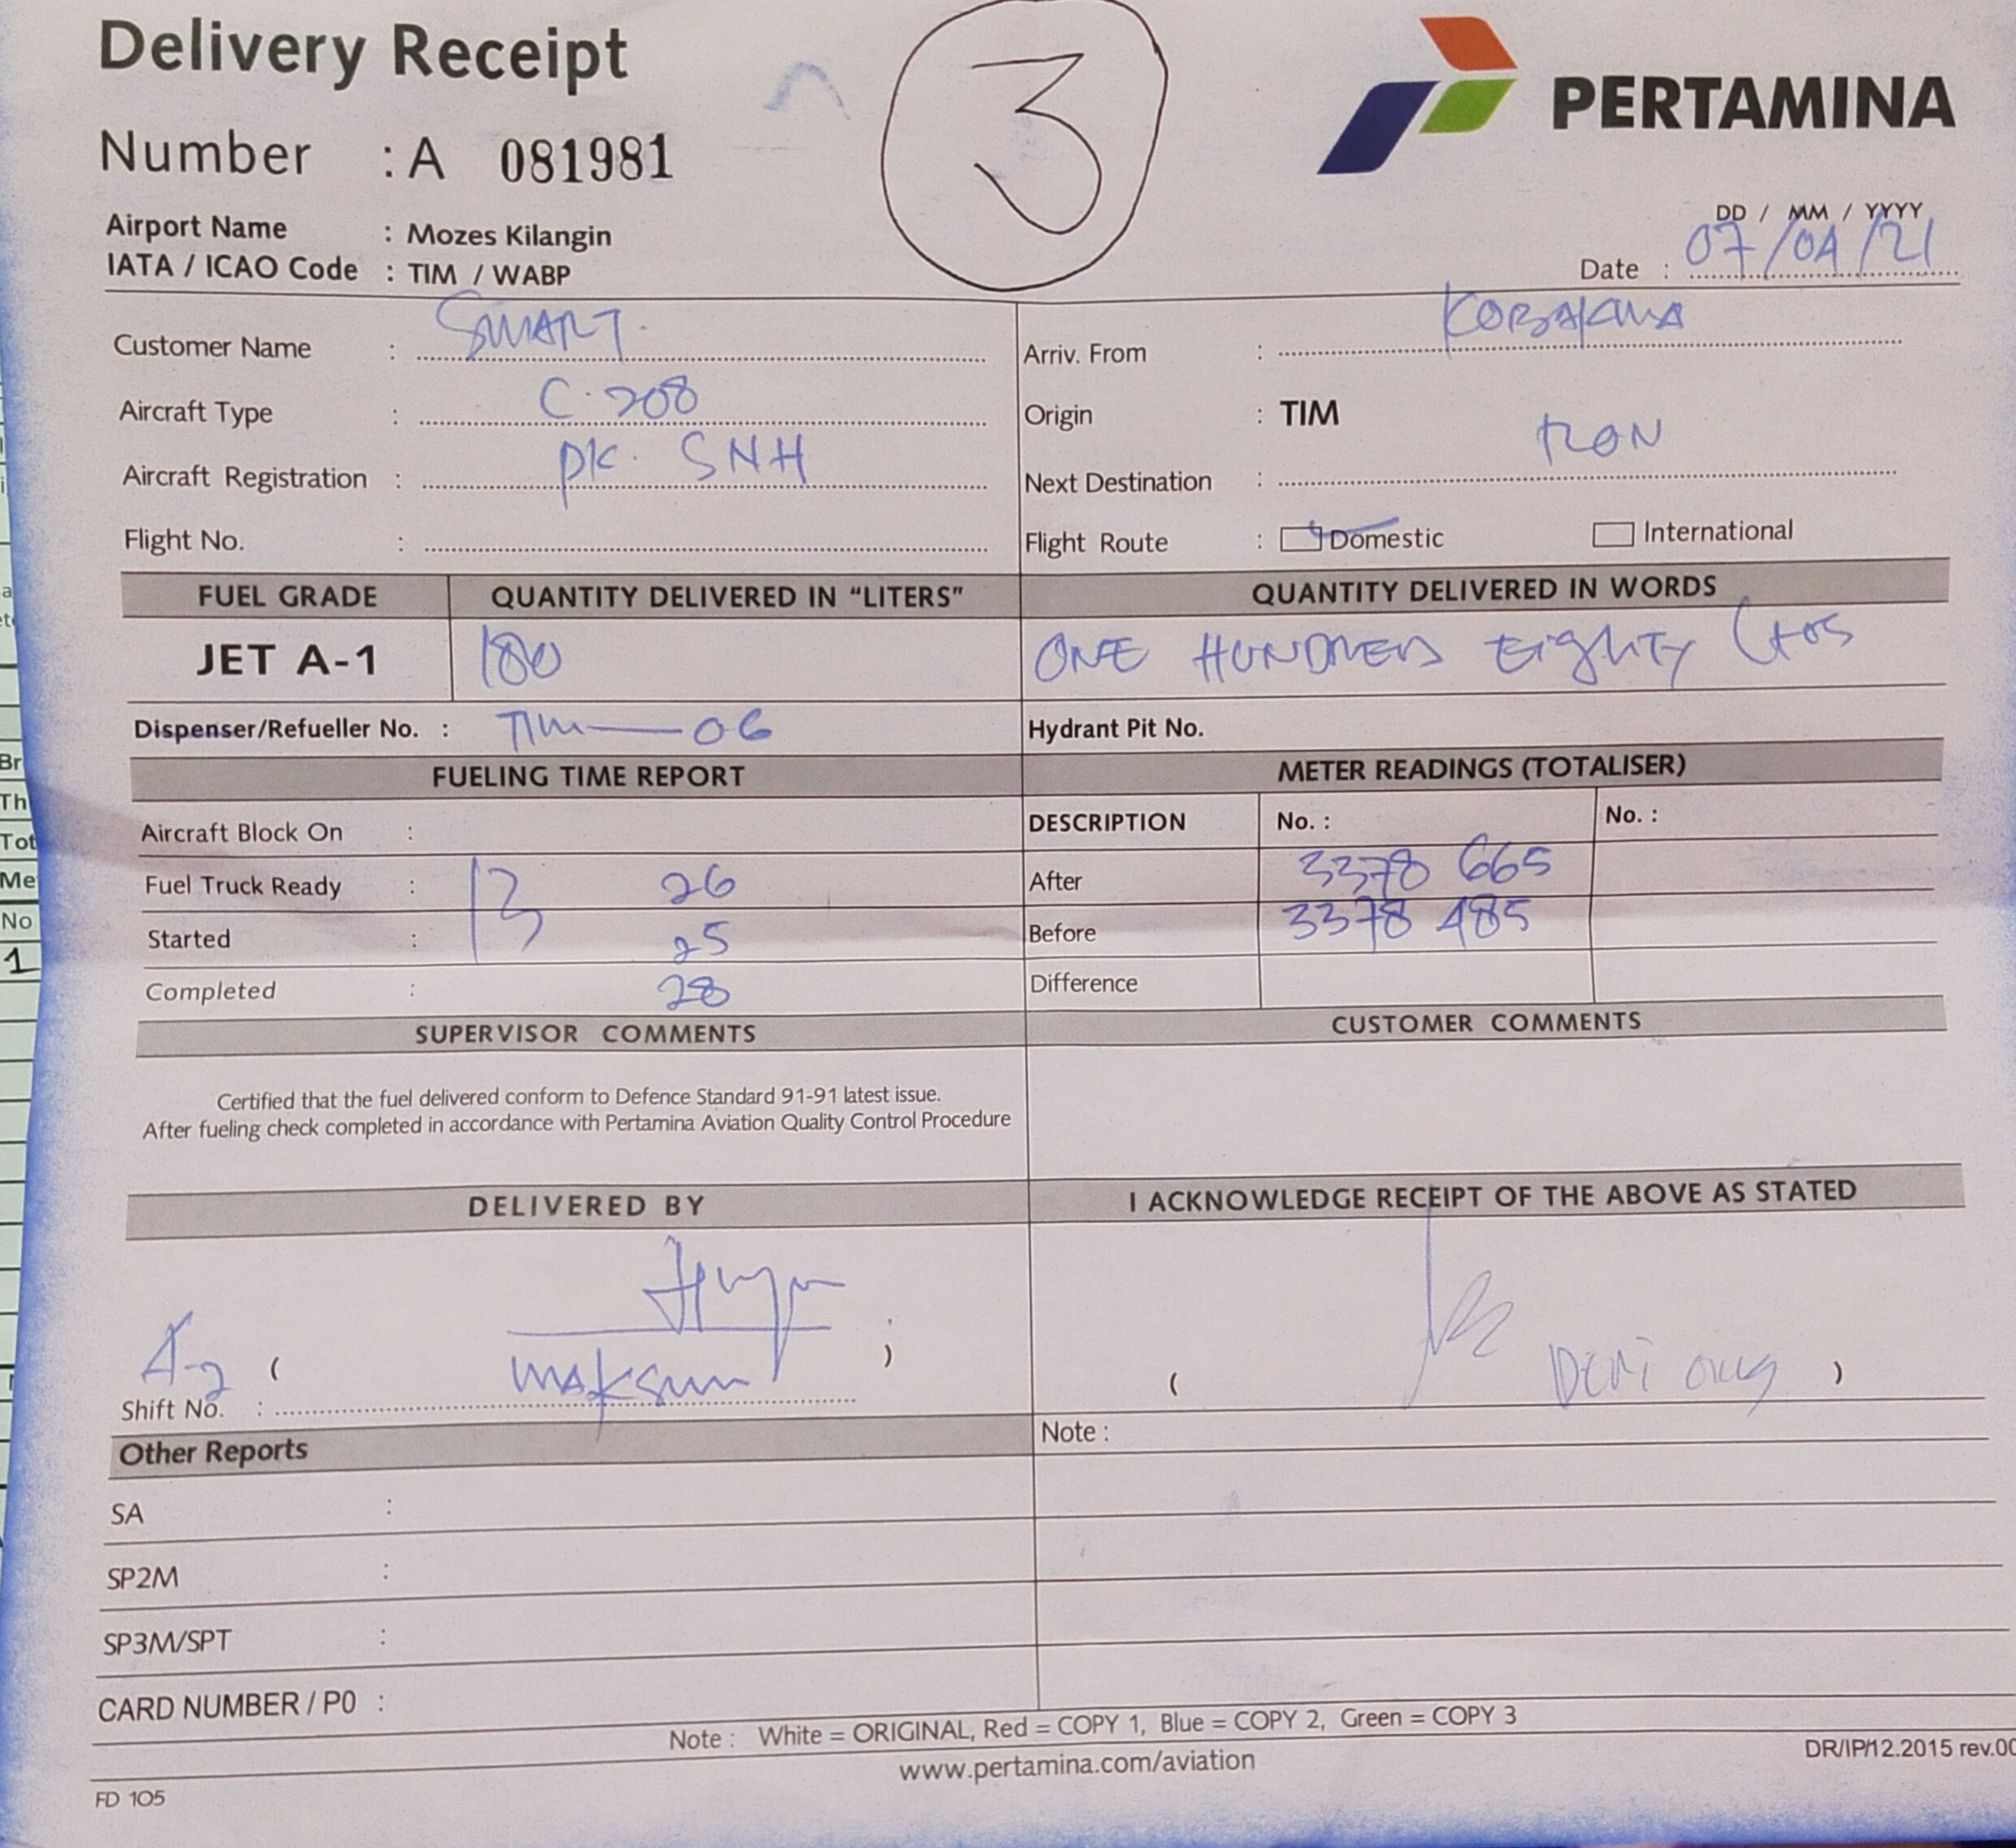 Delivery Receipt
3
PERTAMINA
Number : A 081981
Airport Name : Mozes Kilangin
IATA / ICAO Code : TIM / WABP
DD / MM / YYYY
Date : 07/04/21
Customer Name : SMART
Arriv. From :
Aircraft Type : C. 208
Origin : TIM
Aircraft Registration : PK. SNH
Next Destination : RON
Flight No. :
Flight Route : Domestic International
FUEL GRADE QUANTITY DELIVERED IN "LITERS" QUANTITY DELIVERED IN WORDS
JET A-1 180 ONE HUNDRED EigHTY
Dispenser/Refueller No. : TIM—06 Hydrant Pit No.
FUELING TIME REPORT METER READINGS (TOTALISER)
Aircraft Block On : DESCRIPTION No. : No. :
Fuel Truck Ready : 13 26 After 3378 665
Started : 25 Before 3378 485
Completed : 28 Difference
SUPERVISOR COMMENTS CUSTOMER COMMENTS
Certified that the fuel delivered conform to Defence Standard 91-91 latest issue.
After fueling check completed in accordance with Pertamina Aviation Quality Control Procedure
DELIVERED BY I ACKNOWLEDGE RECEIPT OF THE ABOVE AS STATED
A-2 ( maksum ) ( )
Shift No. :
Other Reports Note :
SA :
SP2M :
SP3M/SPT :
CARD NUMBER / P0 :
Note : White = ORIGINAL, Red = COPY 1, Blue = COPY 2, Green = COPY 3
www.pertamina.com/aviation
DR/IP/12.2015 rev.00
FD 105